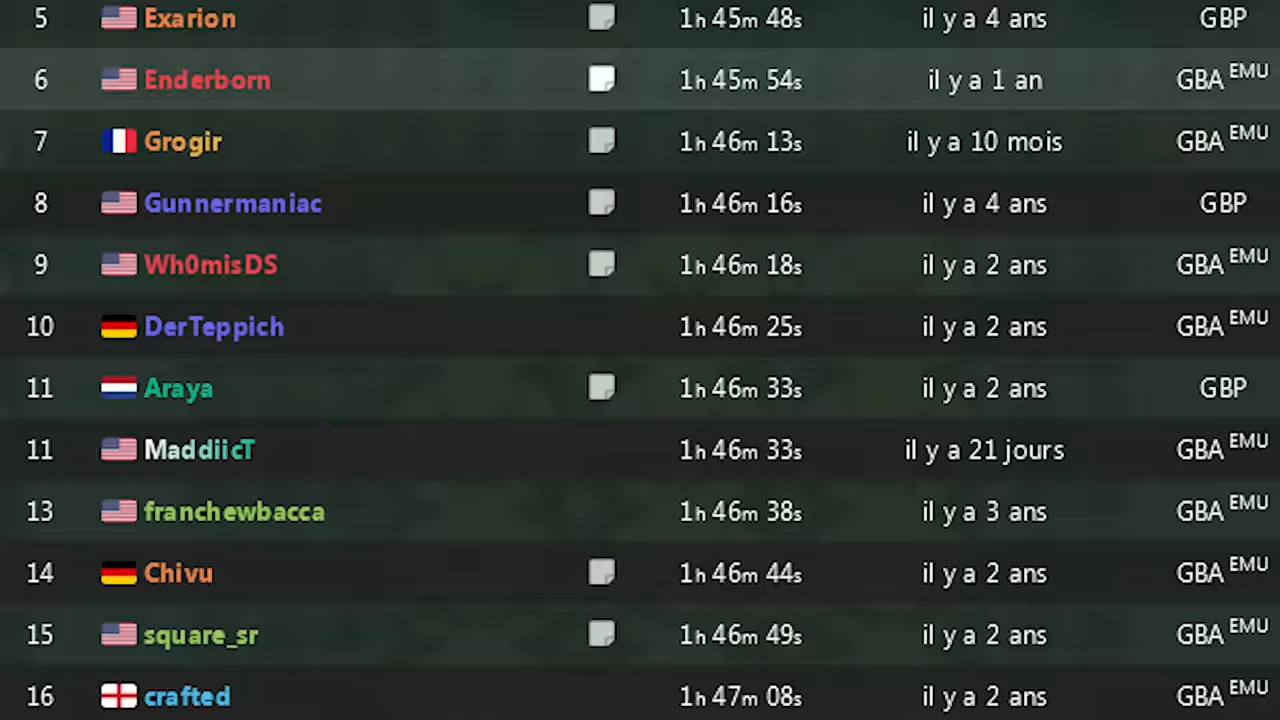 5 Exarion 1h 45m 48s il y a 4 ans GBP
6 Enderborn 1h 45m 54s il y a 1 an GBA EMU
7 Grogir 1h 46m 13s il y a 10 mois GBA EMU
8 Gunnermaniac 1h 46m 16s il y a 4 ans GBP
9 Wh0misDS 1h 46m 18s il y a 2 ans GBA EMU
10 DerTeppich 1h 46m 25s il y a 2 ans GBA EMU
11 Araya 1h 46m 33s il y a 2 ans GBP
11 MaddiicT 1h 46m 33s il y a 21 jours GBA EMU
13 franchewbacca 1h 46m 38s il y a 3 ans GBA EMU
14 Chivu 1h 46m 44s il y a 2 ans GBA EMU
15 square_sr 1h 46m 49s il y a 2 ans GBA EMU
16 crafted 1h 47m 08s il y a 2 ans GBA EMU